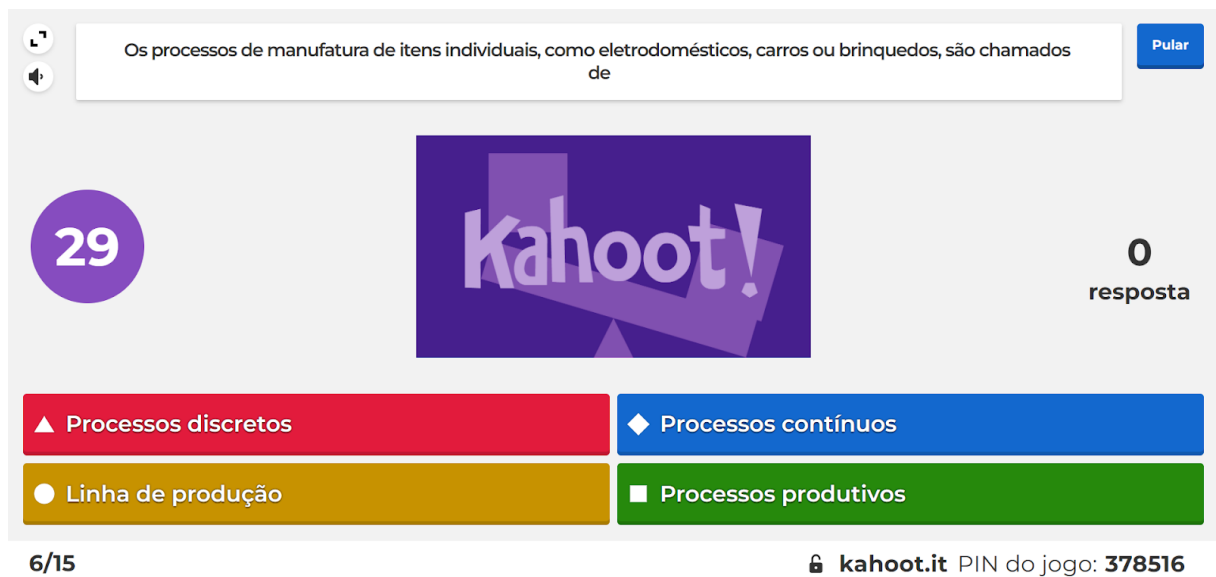 Os processos de manufatura de itens individuais, como eletrodomésticos, carros ou brinquedos, são chamados
de
Pular
29
Kahoot!
0
resposta
Processos discretos
Processos contínuos
Linha de produção
Processos produtivos
6/15
kahoot.it PIN do jogo: 378516